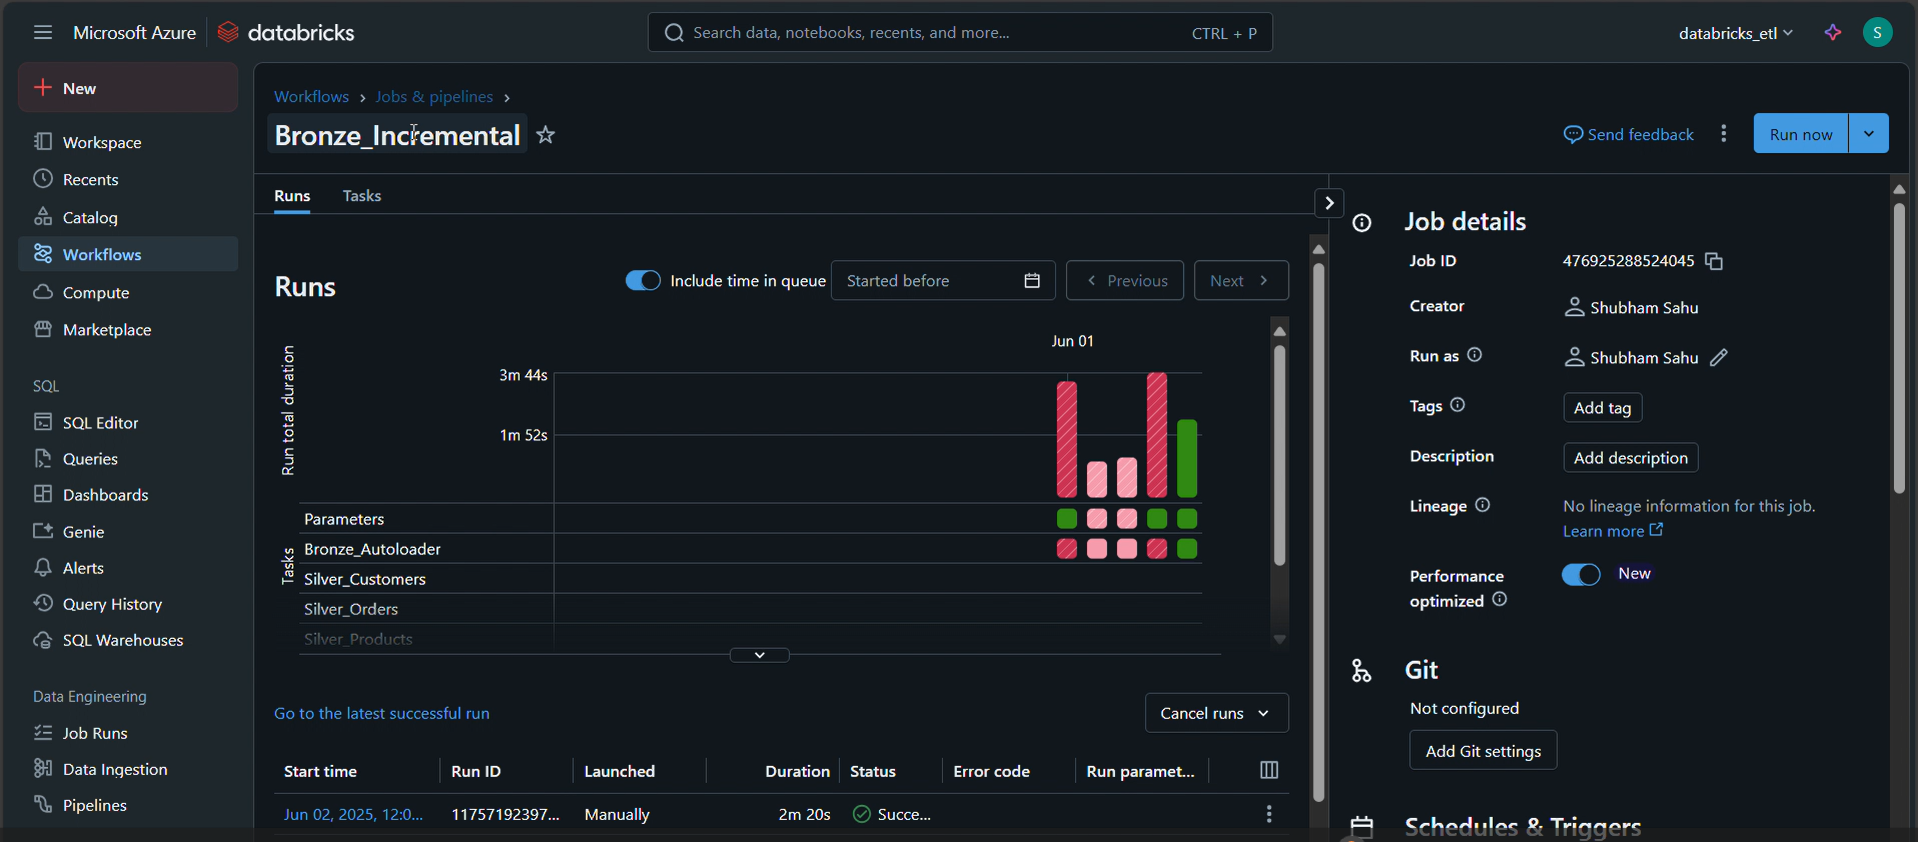 Microsoft Azure databricks
Search data, notebooks, recents, and more... CTRL + P
databricks_etl S
New
Workspace
Recents
Catalog
Workflows
Compute
Marketplace
SQL
SQL Editor
Queries
Dashboards
Genie
Alerts
Query History
SQL Warehouses
Data Engineering
Job Runs
Data Ingestion
Pipelines
Workflows > Jobs & pipelines >
Bronze_Incremental
Send feedback
Run now
Runs Tasks
Runs
Include time in queue
Started before
Previous
Next
Run total duration
Jun 01
3m 44s
1m 52s
Tasks
Parameters
Bronze_Autoloader
Silver_Customers
Silver_Orders
Silver_Products
Go to the latest successful run
Cancel runs
Start time Run ID Launched Duration Status Error code Run paramet...
Jun 02, 2025, 12:0... 11757192397... Manually 2m 20s Succe...
Job details
Job ID 476925288524045
Creator Shubham Sahu
Run as Shubham Sahu
Tags Add tag
Description Add description
Lineage No lineage information for this job.
Learn more
Performance
optimized
New
Git
Not configured
Add Git settings
Schedules & Triggers